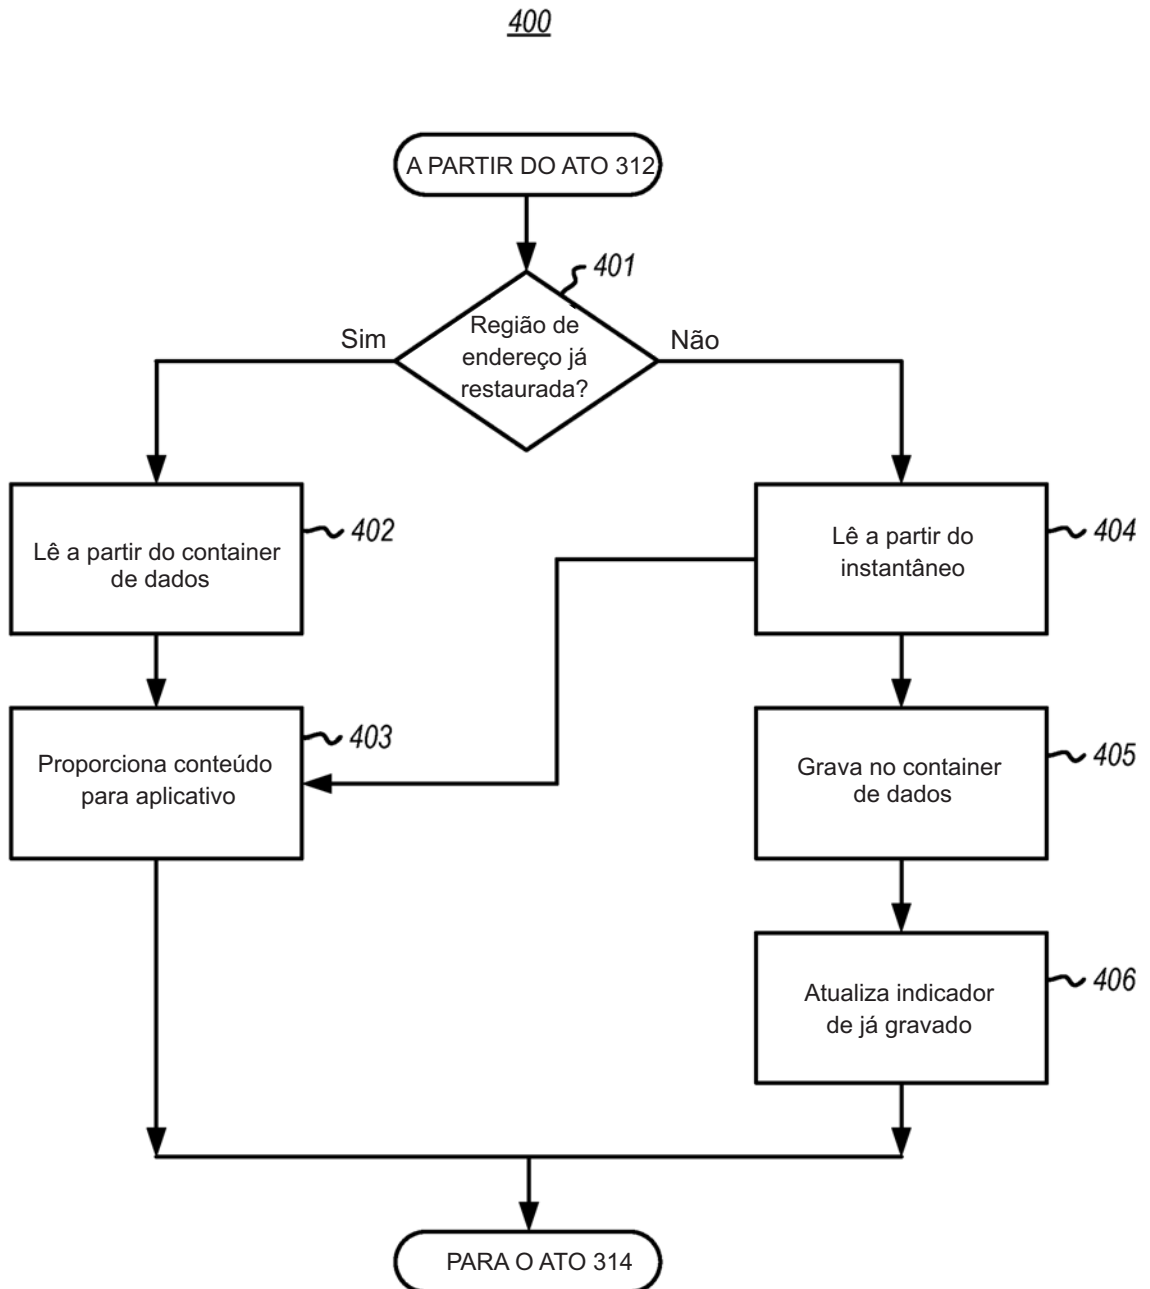 400
A PARTIR DO ATO 312
401
Região de
endereço já
restaurada?
Sim
Não
Lê a partir do container
de dados
402
Lê a partir do
instantâneo
404
Proporciona conteúdo
para aplicativo
403
Grava no container
de dados
405
Atualiza indicador
de já gravado
406
PARA O ATO 314